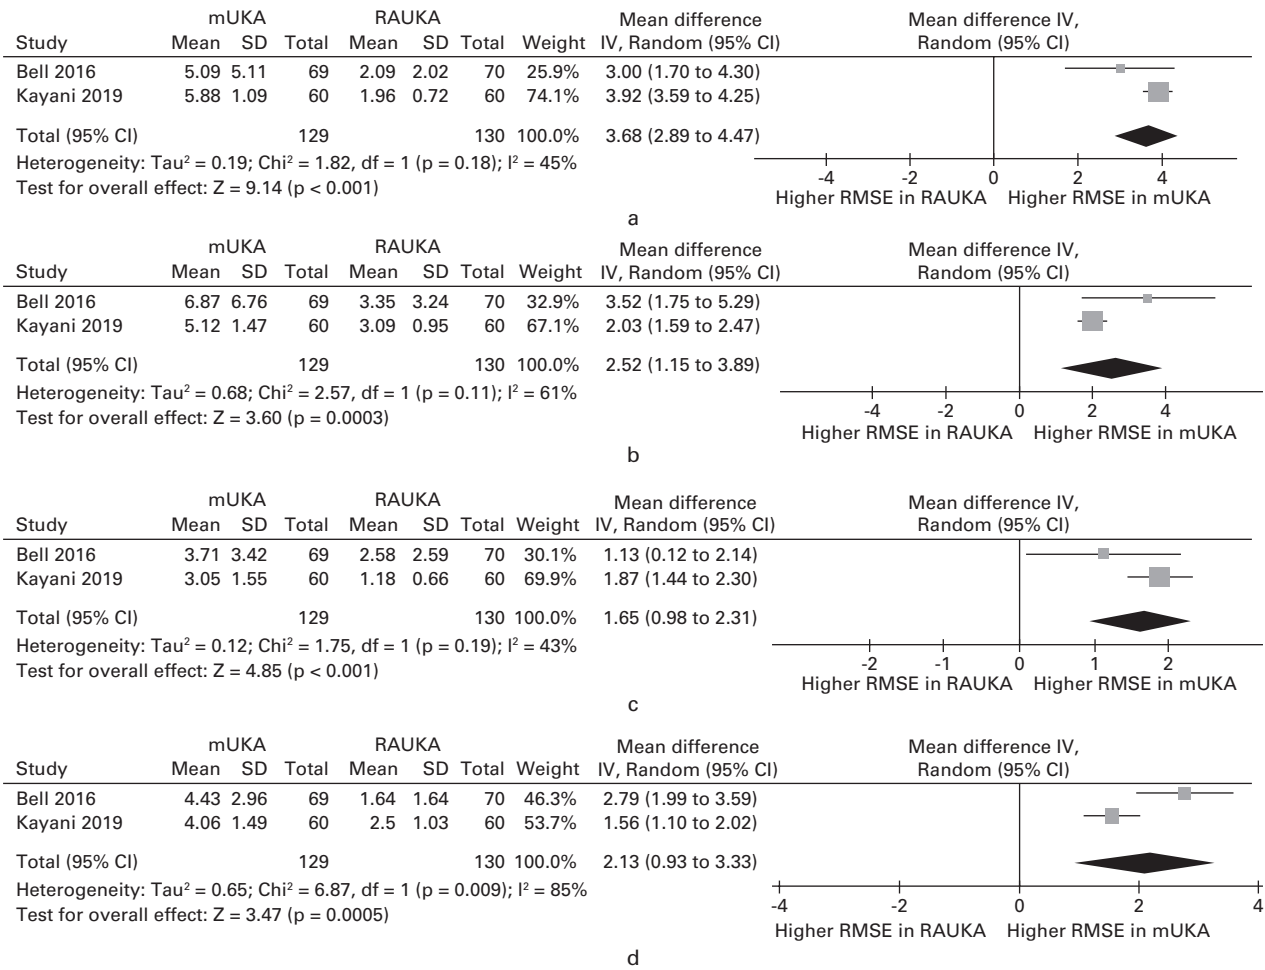 mUKA RAUKA Mean difference Mean difference IV,
Study Mean SD Total Mean SD Total Weight IV, Random (95% CI) Random (95% CI)
Bell 2016 5.09 5.11 69 2.09 2.02 70 25.9% 3.00 (1.70 to 4.30)
Kayani 2019 5.88 1.09 60 1.96 0.72 60 74.1% 3.92 (3.59 to 4.25)
Total (95% CI) 129 130 100.0% 3.68 (2.89 to 4.47)
Heterogeneity: Tau² = 0.19; Chi² = 1.82, df = 1 (p = 0.18); I² = 45%
-4 -2 0 2 4
Test for overall effect: Z = 9.14 (p < 0.001)
Higher RMSE in RAUKA Higher RMSE in mUKA
a
mUKA RAUKA Mean difference Mean difference IV,
Study Mean SD Total Mean SD Total Weight IV, Random (95% CI) Random (95% CI)
Bell 2016 6.87 6.76 69 3.35 3.24 70 32.9% 3.52 (1.75 to 5.29)
Kayani 2019 5.12 1.47 60 3.09 0.95 60 67.1% 2.03 (1.59 to 2.47)
Total (95% CI) 129 130 100.0% 2.52 (1.15 to 3.89)
Heterogeneity: Tau² = 0.68; Chi² = 2.57, df = 1 (p = 0.11); I² = 61%
-4 -2 0 2 4
Test for overall effect: Z = 3.60 (p = 0.0003)
Higher RMSE in RAUKA Higher RMSE in mUKA
b
mUKA RAUKA Mean difference Mean difference IV,
Study Mean SD Total Mean SD Total Weight IV, Random (95% CI) Random (95% CI)
Bell 2016 3.71 3.42 69 2.58 2.59 70 30.1% 1.13 (0.12 to 2.14)
Kayani 2019 3.05 1.55 60 1.18 0.66 60 69.9% 1.87 (1.44 to 2.30)
Total (95% CI) 129 130 100.0% 1.65 (0.98 to 2.31)
Heterogeneity: Tau² = 0.12; Chi² = 1.75, df = 1 (p = 0.19); I² = 43%
-2 -1 0 1 2
Test for overall effect: Z = 4.85 (p < 0.001)
Higher RMSE in RAUKA Higher RMSE in mUKA
c
mUKA RAUKA Mean difference Mean difference IV,
Study Mean SD Total Mean SD Total Weight IV, Random (95% CI) Random (95% CI)
Bell 2016 4.43 2.96 69 1.64 1.64 70 46.3% 2.79 (1.99 to 3.59)
Kayani 2019 4.06 1.49 60 2.5 1.03 60 53.7% 1.56 (1.10 to 2.02)
Total (95% CI) 129 130 100.0% 2.13 (0.93 to 3.33)
Heterogeneity: Tau² = 0.65; Chi² = 6.87, df = 1 (p = 0.009); I² = 85%
-4 -2 0 2 4
Test for overall effect: Z = 3.47 (p = 0.0005)
Higher RMSE in RAUKA Higher RMSE in mUKA
d